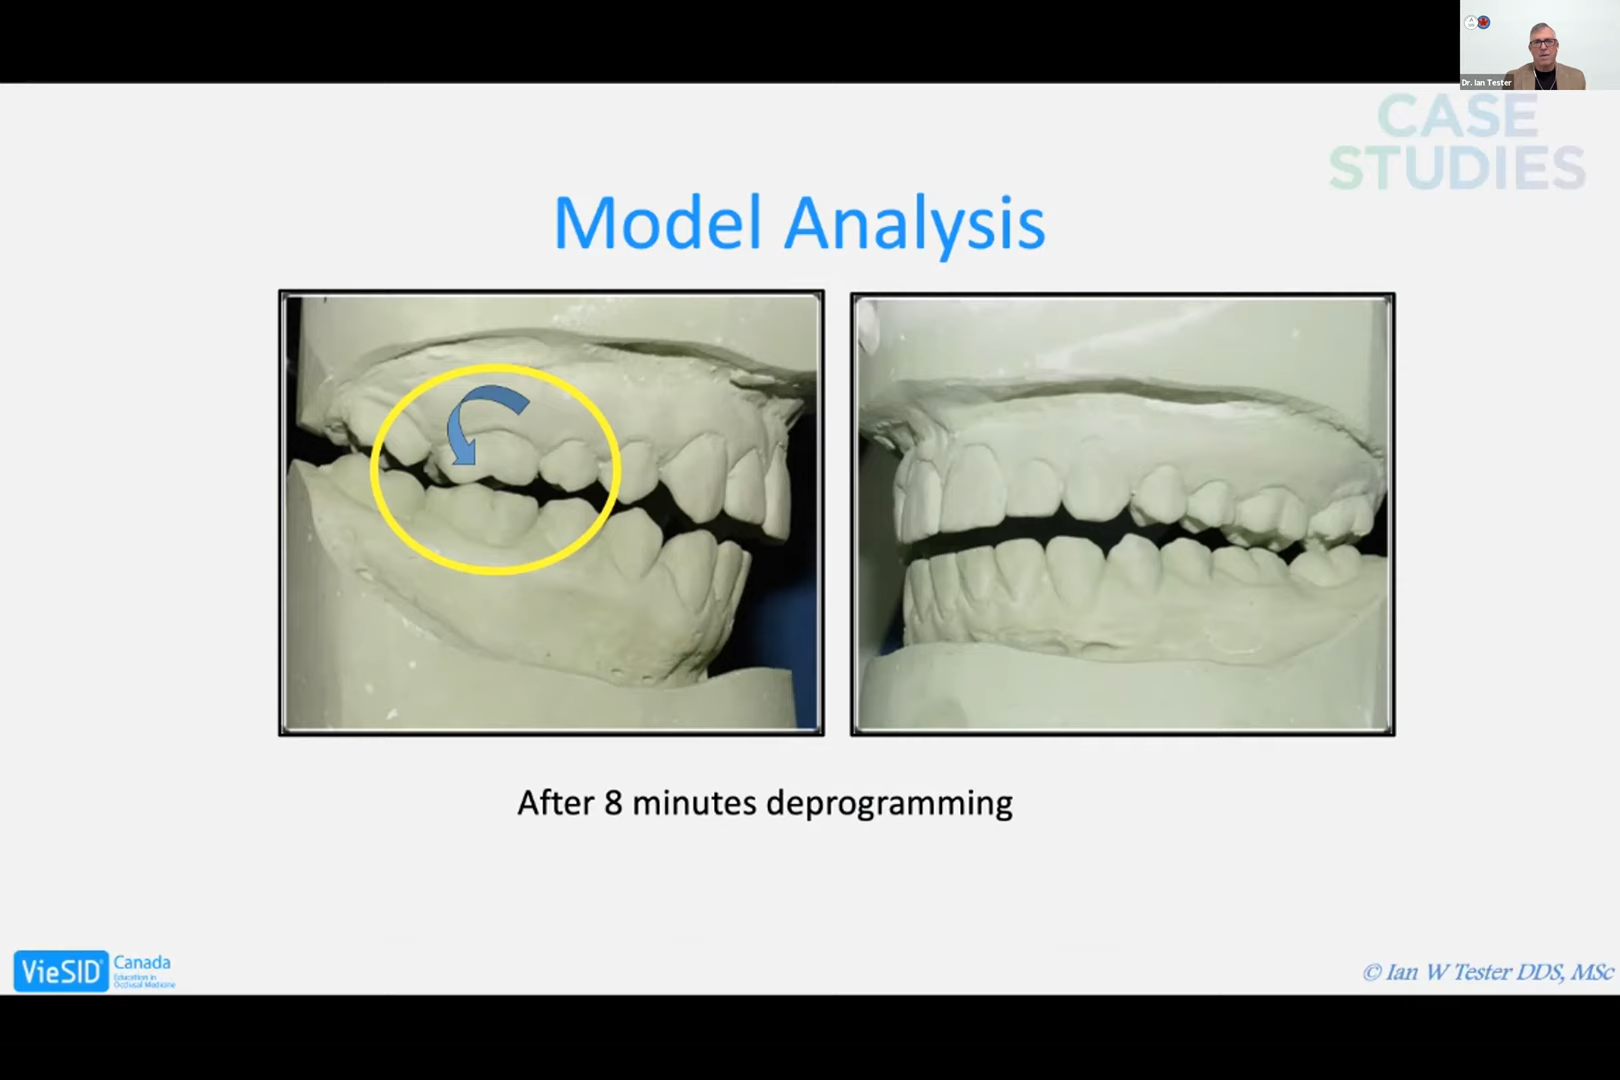 Dr. Ian Tester
CASE
STUDIES
Model Analysis
After 8 minutes deprogramming
VieSID
Canada
Education in
Occlusal Medicine
© Ian W Tester DDS, MSc